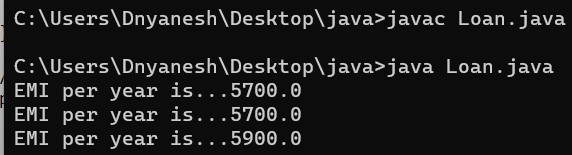 C:\Users\Dnyanesh\Desktop\java>javac Loan.java
C:\Users\Dnyanesh\Desktop\java>java Loan.java
EMI per year is...5700.0
EMI per year is...5700.0
EMI per year is...5900.0